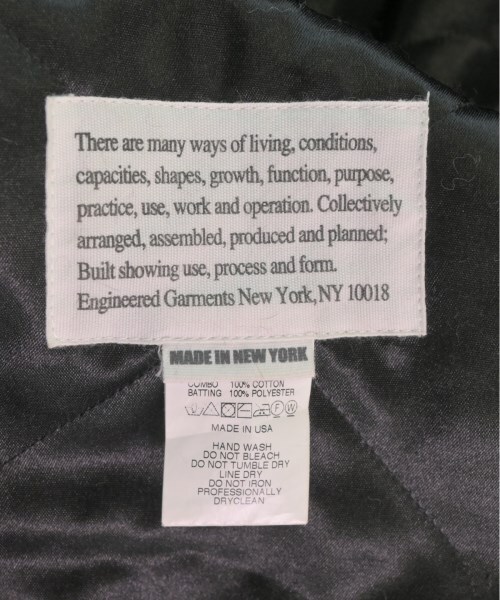 There are many ways of living, conditions,
capacities, shapes, growth, function, purpose,
practice, use, work and operation. Collectively
arranged, assembled, produced and planned;
Built showing use, process and form.
Engineered Garments New York, NY 10018
MADE IN NEW YORK
COMBO 100% COTTON
BATTING 100% POLYESTER
F W
MADE IN USA
HAND WASH
DO NOT BLEACH
DO NOT TUMBLE DRY
LINE DRY
DO NOT IRON
PROFESSIONALLY
DRYCLEAN